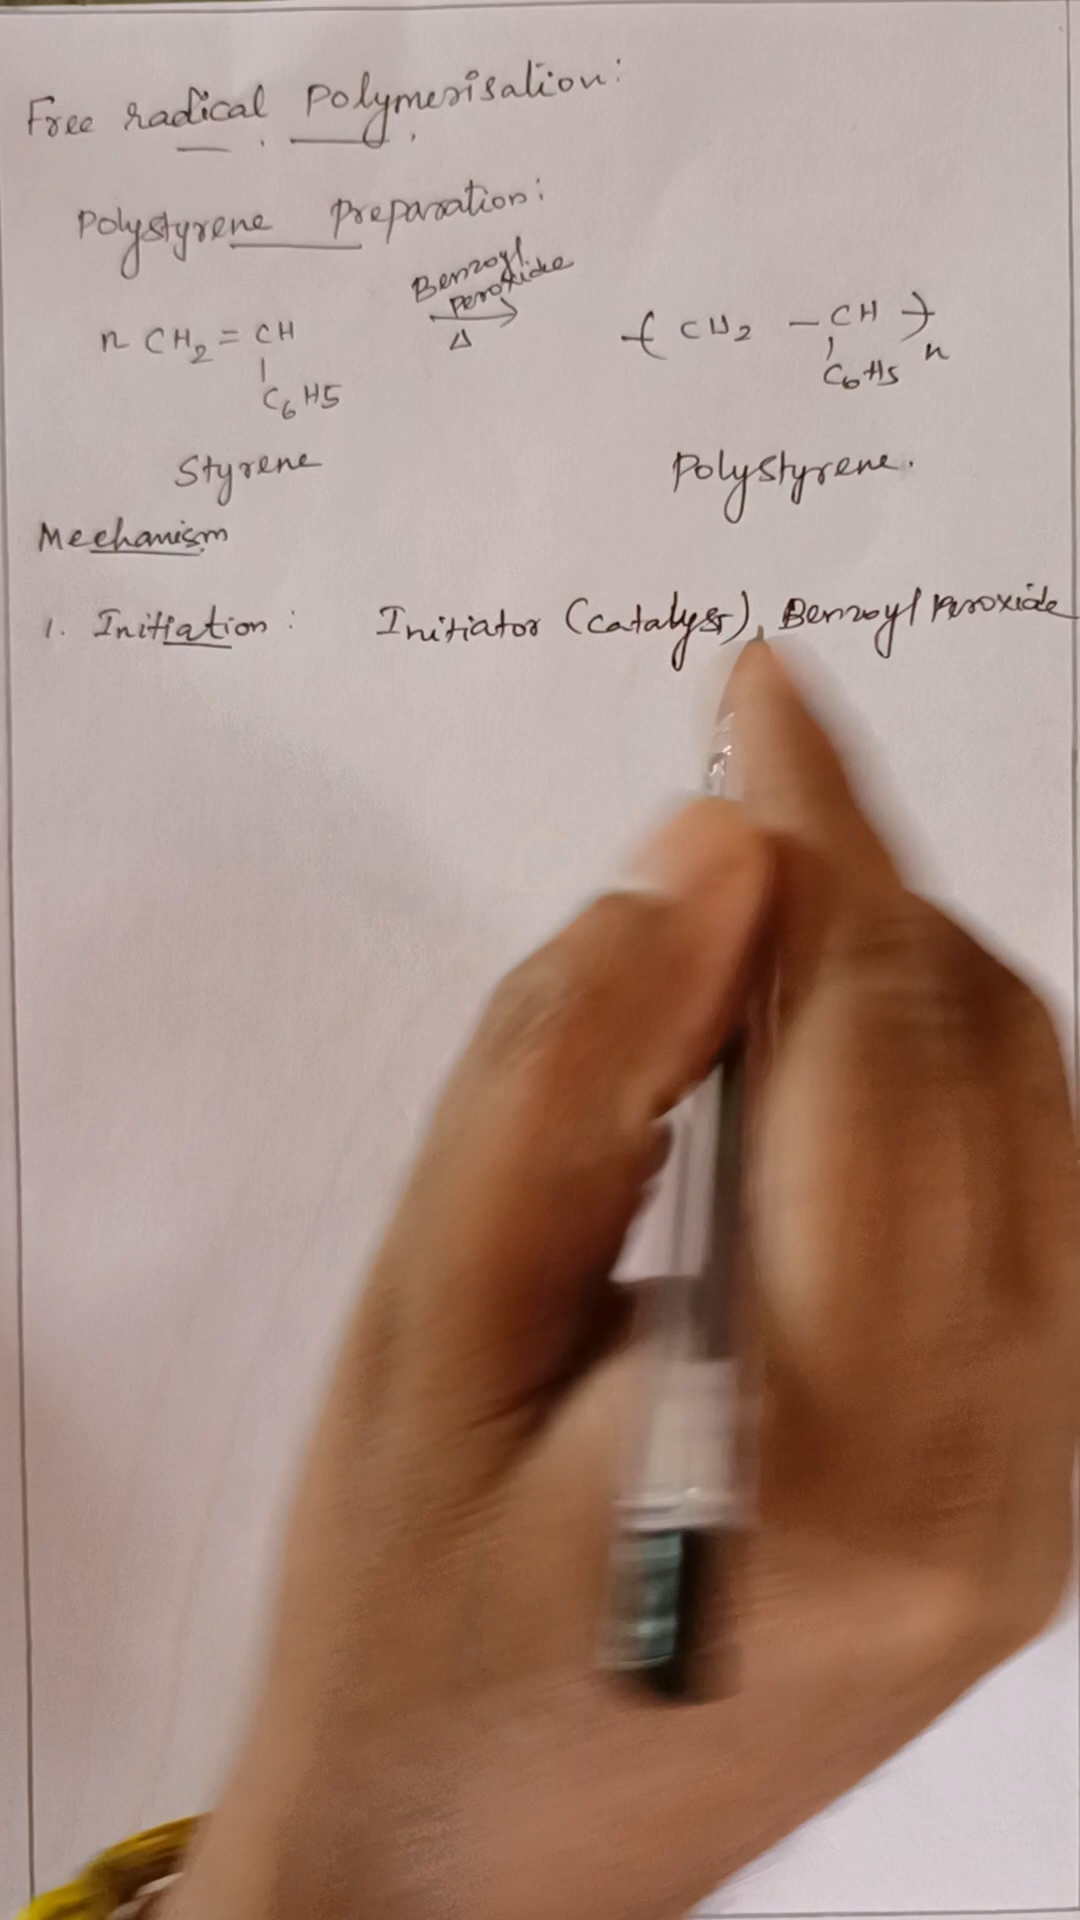 Free radical Polymerisation:
Polystyrene Preparation:
Benzoyl
peroxide
n CH2 = CH
Δ
( CH2 – CH )
|
C6H5
C6H5
n
Styrene
Polystyrene.
Mechanism
1. Initiation : Initiator (catalyst), Benzoyl Peroxide